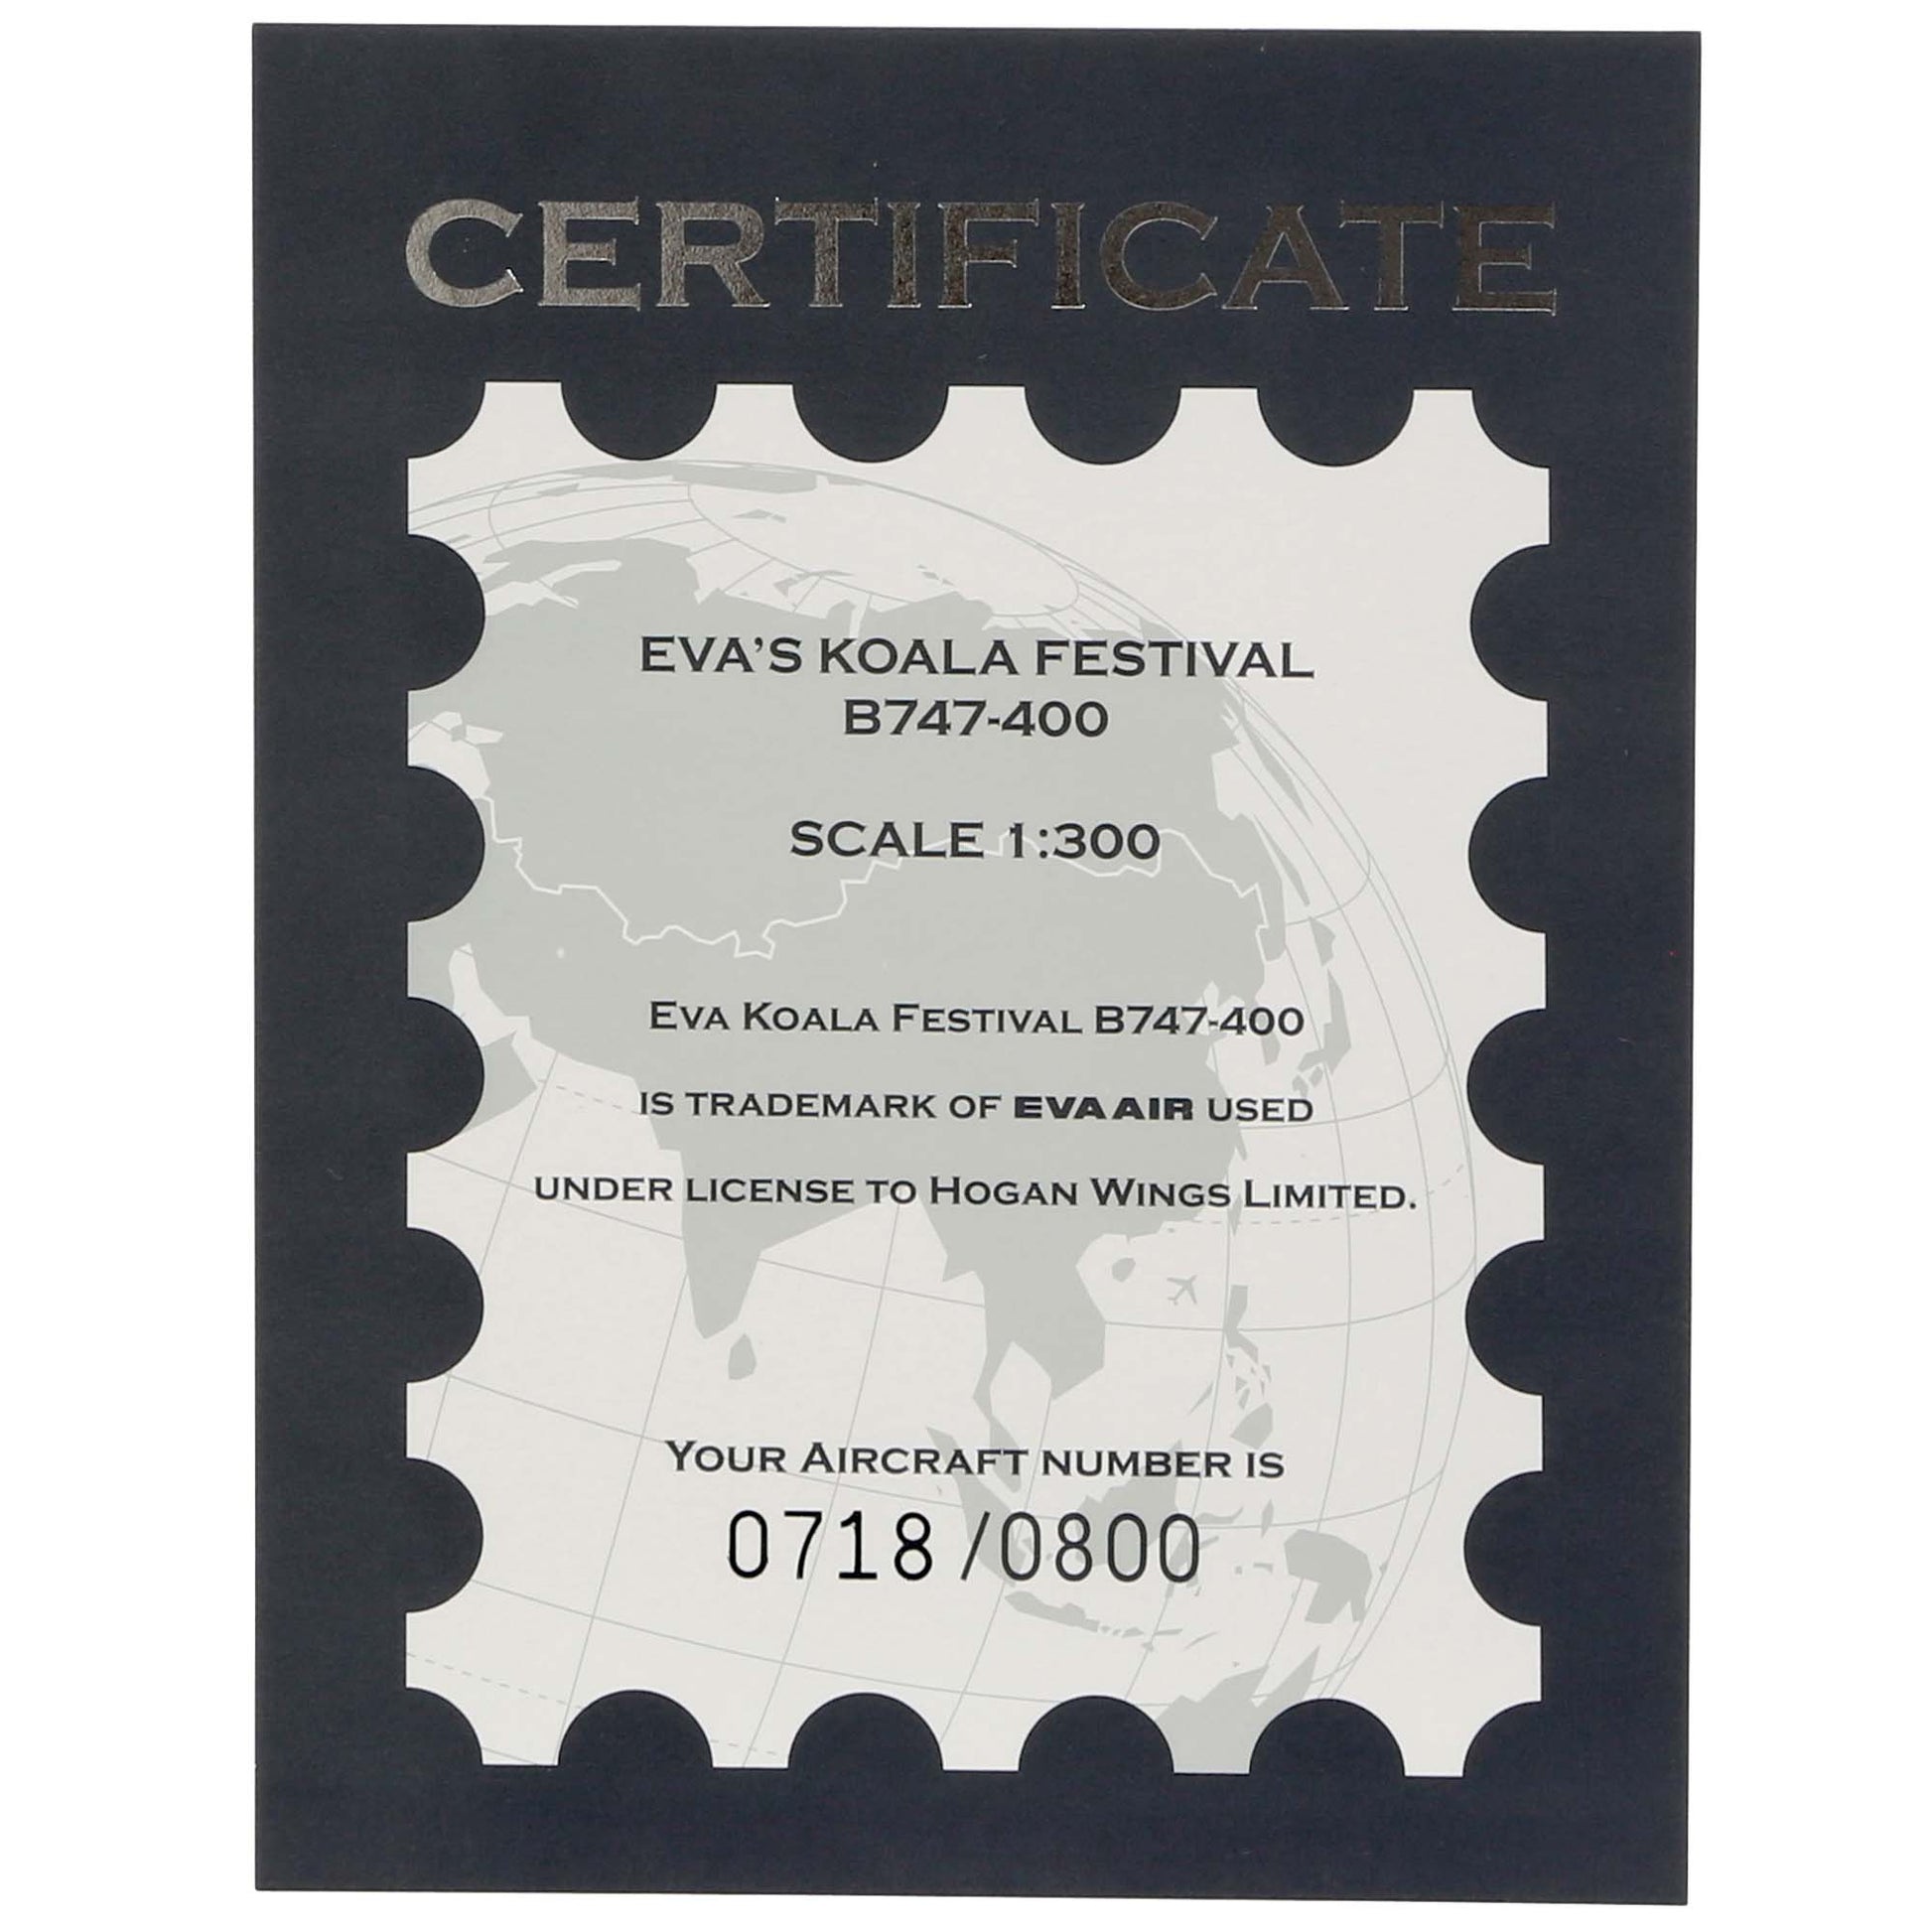 CERTIFICATE
EVA'S KOALA FESTIVAL
B747-400
SCALE 1:300
EVA KOALA FESTIVAL B747-400
IS TRADEMARK OF EVA AIR USED
UNDER LICENSE TO HOGAN WINGS LIMITED.
YOUR AIRCRAFT NUMBER IS
0718/0800